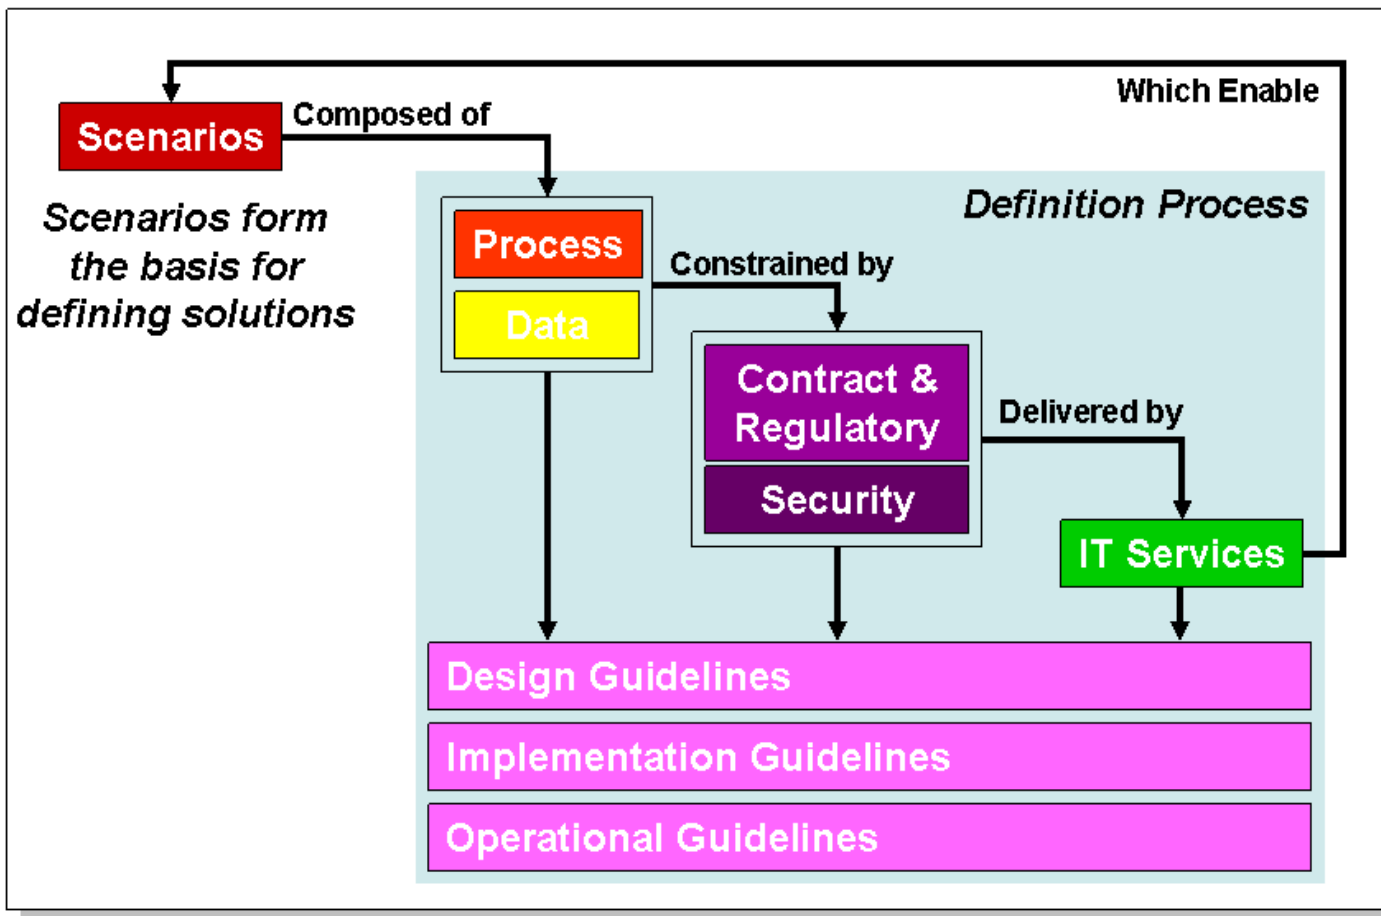 Which Enable
Composed of
Scenarios
Scenarios form
the basis for
defining solutions
Definition Process
Process
Constrained by
Data
Contract &
Regulatory
Delivered by
Security
IT Services
Design Guidelines
Implementation Guidelines
Operational Guidelines